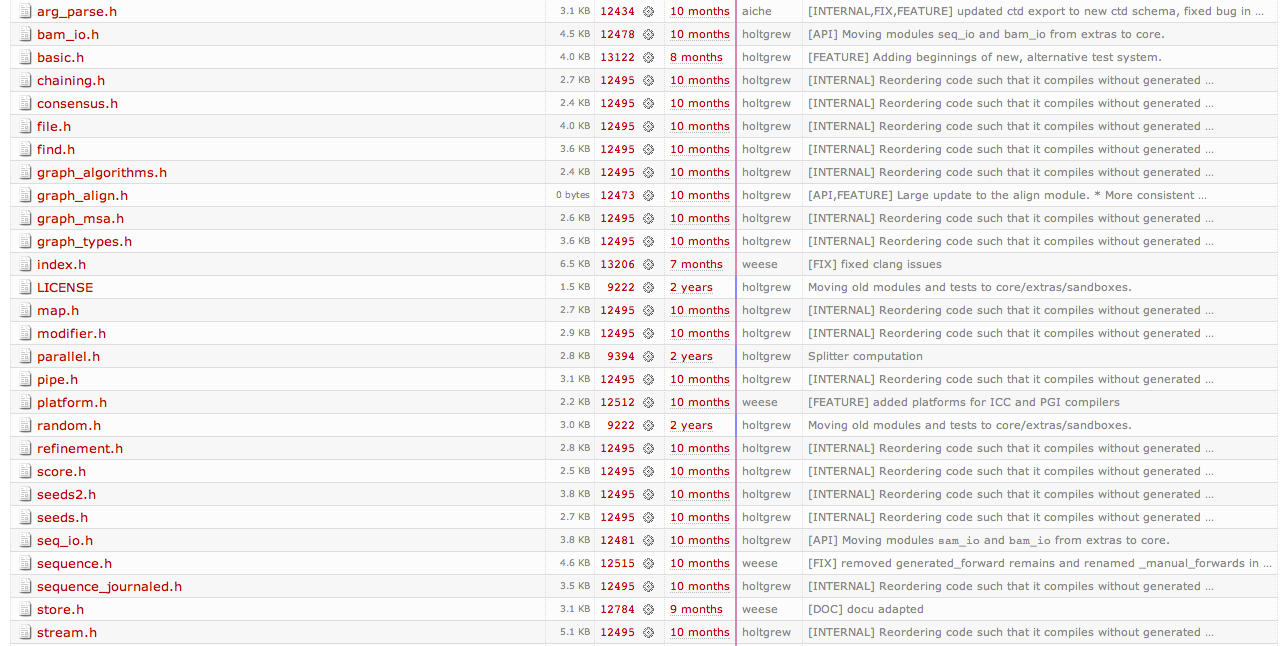 arg_parse.h 3.1 KB 12434 10 months aiche [INTERNAL,FIX,FEATURE] updated ctd export to new ctd schema, fixed bug in ...
bam_io.h 4.5 KB 12478 10 months holtgrew [API] Moving modules seq_io and bam_io from extras to core.
basic.h 4.0 KB 13122 8 months holtgrew [FEATURE] Adding beginnings of new, alternative test system.
chaining.h 2.7 KB 12495 10 months holtgrew [INTERNAL] Reordering code such that it compiles without generated ...
consensus.h 2.4 KB 12495 10 months holtgrew [INTERNAL] Reordering code such that it compiles without generated ...
file.h 4.0 KB 12495 10 months holtgrew [INTERNAL] Reordering code such that it compiles without generated ...
find.h 3.6 KB 12495 10 months holtgrew [INTERNAL] Reordering code such that it compiles without generated ...
graph_algorithms.h 2.4 KB 12495 10 months holtgrew [INTERNAL] Reordering code such that it compiles without generated ...
graph_align.h 0 bytes 12473 10 months holtgrew [API,FEATURE] Large update to the align module. * More consistent ...
graph_msa.h 2.6 KB 12495 10 months holtgrew [INTERNAL] Reordering code such that it compiles without generated ...
graph_types.h 3.6 KB 12495 10 months holtgrew [INTERNAL] Reordering code such that it compiles without generated ...
index.h 6.5 KB 13206 7 months weese [FIX] fixed clang issues
LICENSE 1.5 KB 9222 2 years holtgrew Moving old modules and tests to core/extras/sandboxes.
map.h 2.7 KB 12495 10 months holtgrew [INTERNAL] Reordering code such that it compiles without generated ...
modifier.h 2.9 KB 12495 10 months holtgrew [INTERNAL] Reordering code such that it compiles without generated ...
parallel.h 2.8 KB 9394 2 years holtgrew Splitter computation
pipe.h 3.1 KB 12495 10 months holtgrew [INTERNAL] Reordering code such that it compiles without generated ...
platform.h 2.2 KB 12512 10 months weese [FEATURE] added platforms for ICC and PGI compilers
random.h 3.0 KB 9222 2 years holtgrew Moving old modules and tests to core/extras/sandboxes.
refinement.h 2.8 KB 12495 10 months holtgrew [INTERNAL] Reordering code such that it compiles without generated ...
score.h 2.5 KB 12495 10 months holtgrew [INTERNAL] Reordering code such that it compiles without generated ...
seeds2.h 3.8 KB 12495 10 months holtgrew [INTERNAL] Reordering code such that it compiles without generated ...
seeds.h 2.7 KB 12495 10 months holtgrew [INTERNAL] Reordering code such that it compiles without generated ...
seq_io.h 3.8 KB 12481 10 months holtgrew [API] Moving modules sam_io and bam_io from extras to core.
sequence.h 4.6 KB 12515 10 months weese [FIX] removed generated_forward remains and renamed _manual_forwards in ...
sequence_journaled.h 3.5 KB 12495 10 months holtgrew [INTERNAL] Reordering code such that it compiles without generated ...
store.h 3.1 KB 12784 9 months weese [DOC] docu adapted
stream.h 5.1 KB 12495 10 months holtgrew [INTERNAL] Reordering code such that it compiles without generated ...